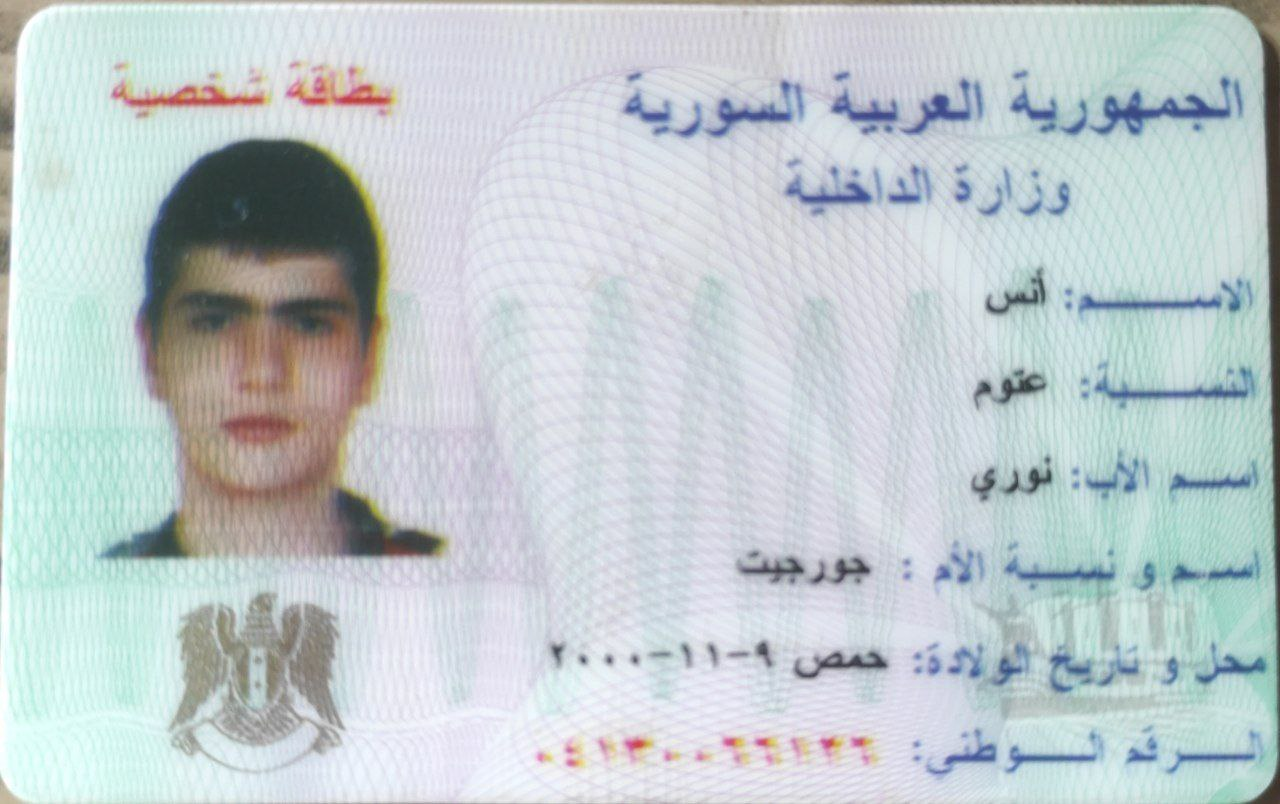 الجمهورية العربية السورية
بطاقة شخصية
وزارة الداخلية
الاسم: أنس
النسبة: عتوم
اسم الأب: نوري
اسم و نسبة الأم : جورجيت
محل و تاريخ الولادة: حمص ٩-١١-٢٠٠٠
الرقم الوطني: ٠٤١٣٠٠٦٦١٣٦